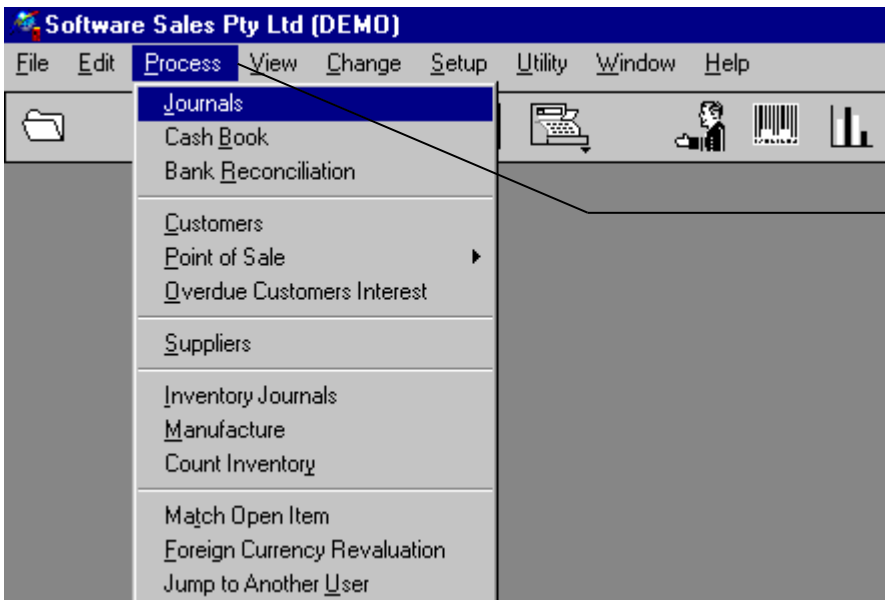 Software Sales Pty Ltd (DEMO)
File Edit Process View Change Setup Utility Window Help
Journals
Cash Book
Bank Reconciliation
Customers
Point of Sale
Overdue Customers Interest
Suppliers
Inventory Journals
Manufacture
Count Inventory
Match Open Item
Foreign Currency Revaluation
Jump to Another User